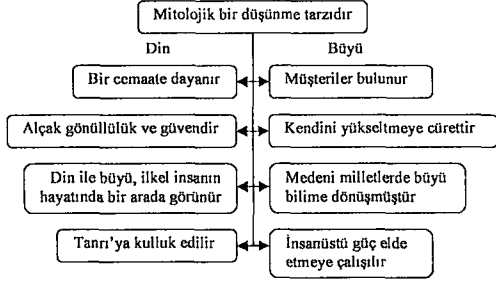 Mitolojik bir düşünme tarzıdır
Din
Büyü
Bir cemaate dayanır
Müşteriler bulunur
Alçak gönüllülük ve güvendir
Kendini yükseltmeye cürettir
Din ile büyü, ilkel insanın
hayatında bir arada görünür
Medeni milletlerde büyü
bilime dönüşmüştür
Tanrı'ya kulluk edilir
İnsanüstü güç elde
etmeye çalışılır